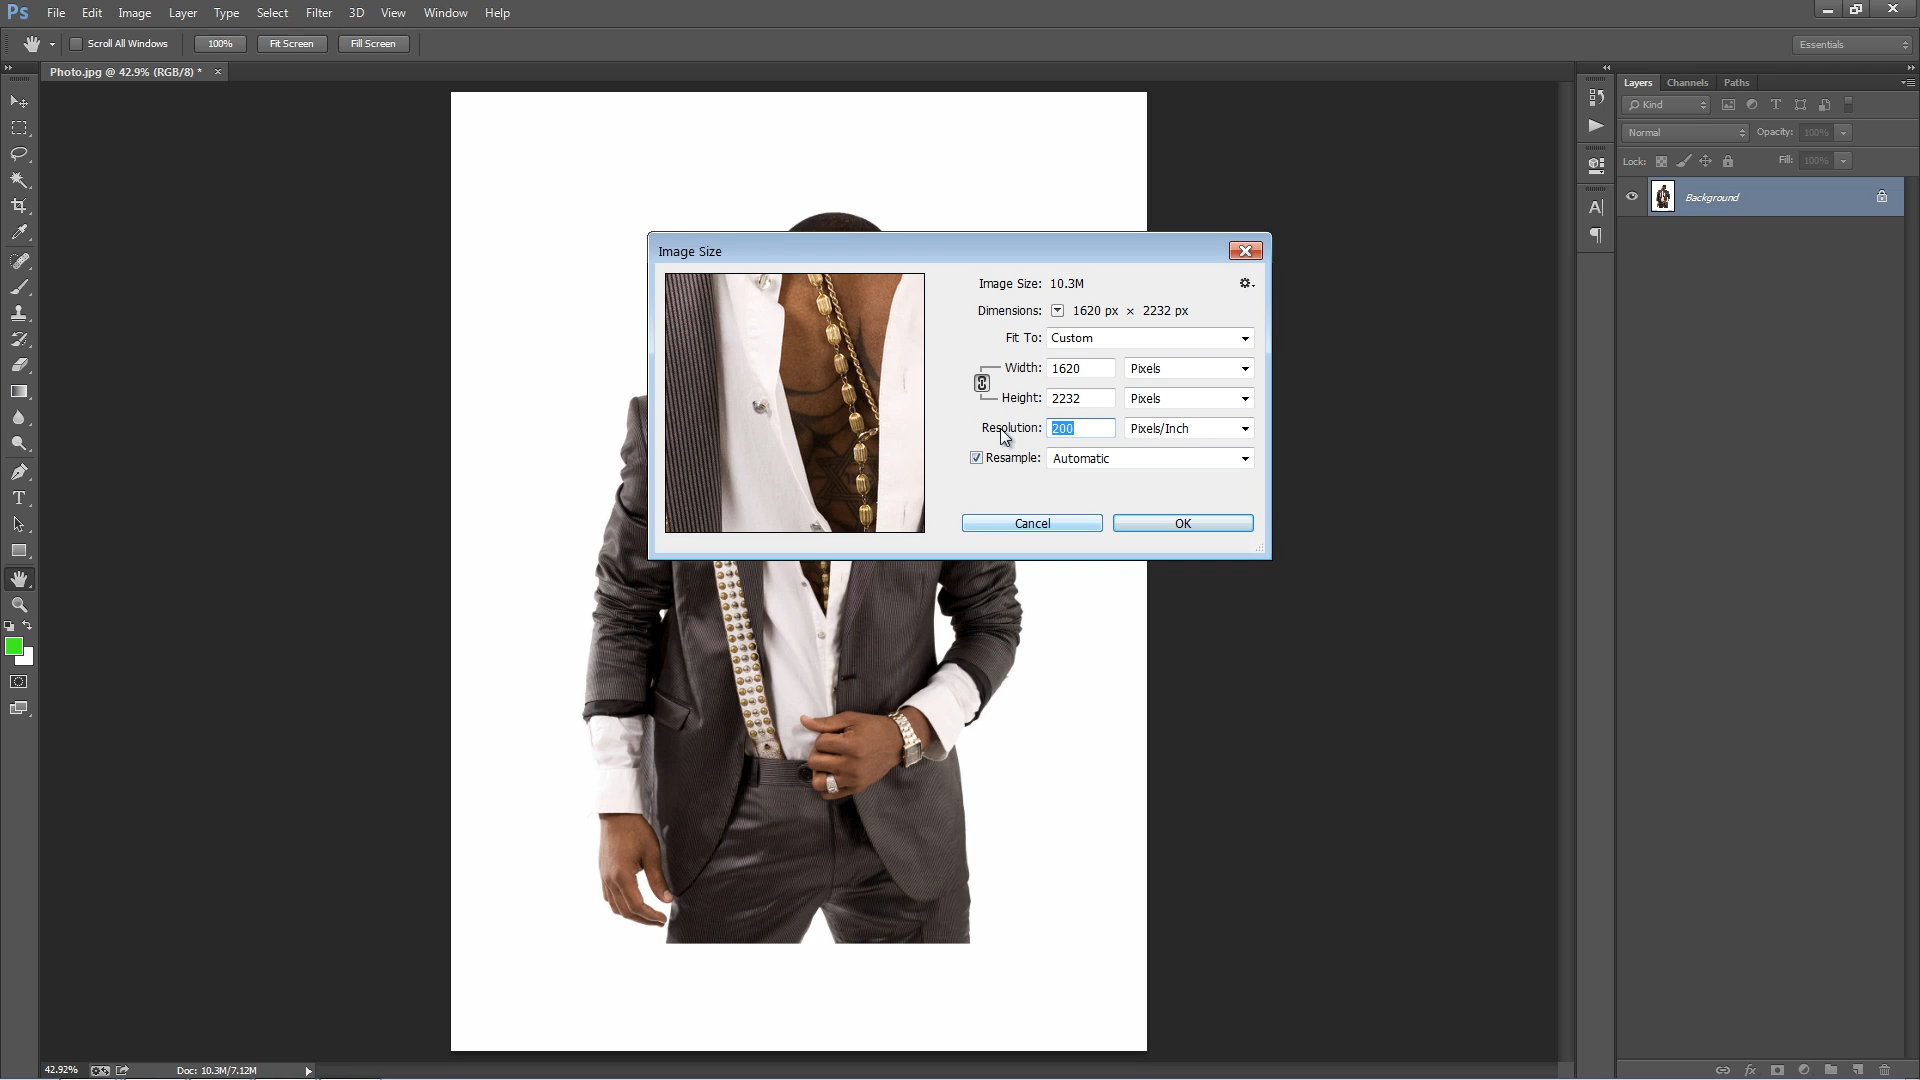 Ps File Edit Image Layer Type Select Filter 3D View Window Help
Scroll All Windows 100% Fit Screen Fill Screen Essentials
Photo.jpg @ 42.9% (RGB/8) * ×
Layers Channels Paths
Kind
Normal Opacity: 100%
Lock: Fill: 100%
Background
Image Size
Image Size: 10.3M
Dimensions: 1620 px × 2232 px
Fit To: Custom
Width: 1620 Pixels
Height: 2232 Pixels
Resolution: 200 Pixels/Inch
Resample: Automatic
Cancel OK
42.92% Doc: 10.3M/7.12M